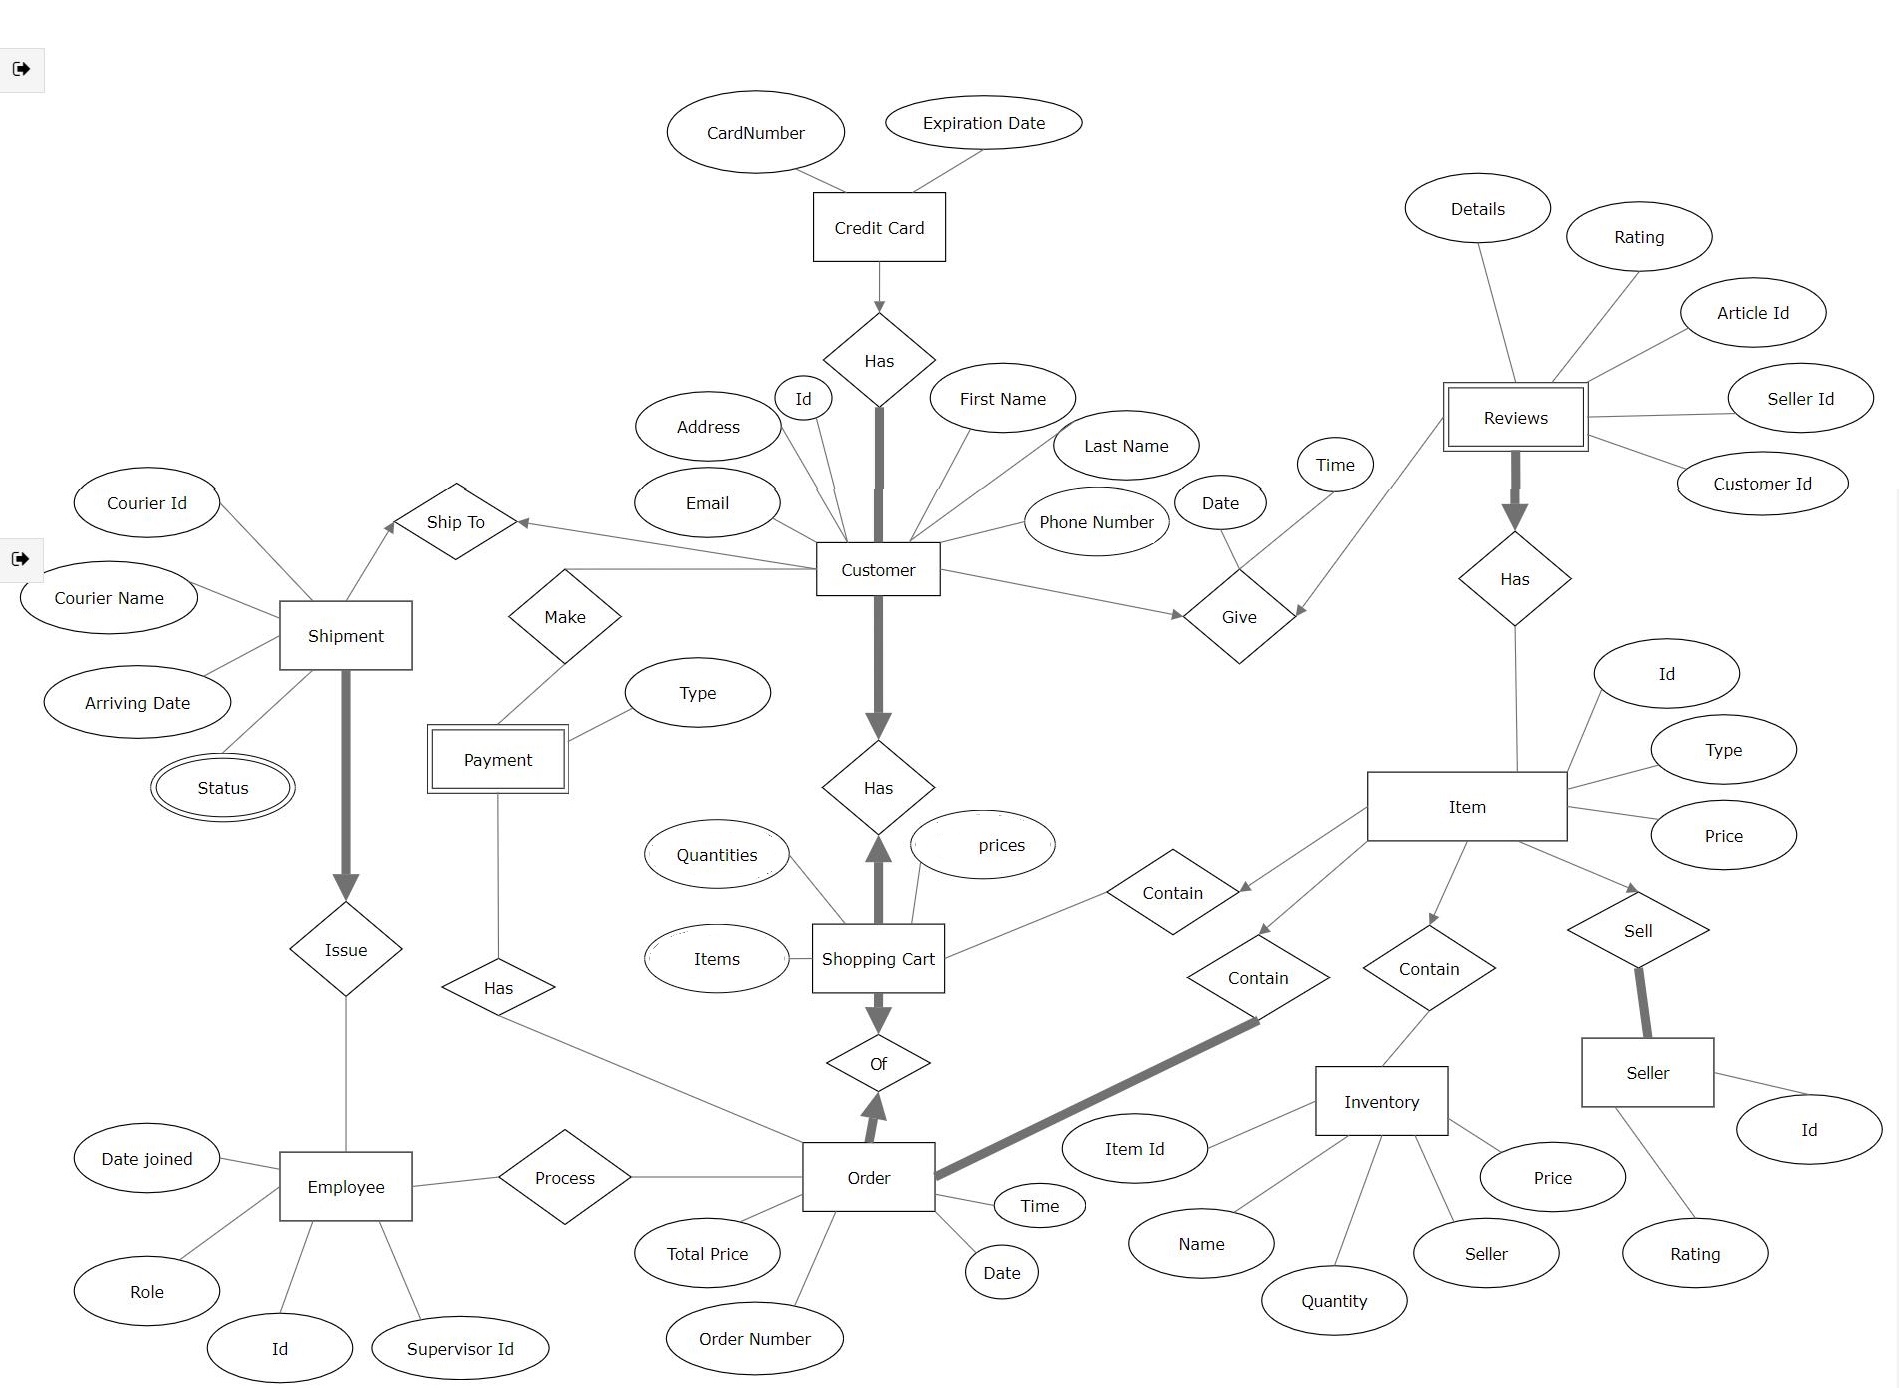 CardNumber
Expiration Date
Credit Card
Details
Rating
Article Id
Has
Id
First Name
Seller Id
Address
Last Name
Reviews
Time
Courier Id
Email
Date
Customer Id
Ship To
Phone Number
Customer
Has
Courier Name
Make
Give
Shipment
Id
Type
Arriving Date
Type
Payment
Status
Has
Item
Price
Quantities
prices
Contain
Sell
Issue
Items
Shopping Cart
Contain
Contain
Has
Of
Seller
Inventory
Id
Date joined
Item Id
Employee
Process
Order
Price
Time
Total Price
Name
Seller
Rating
Date
Role
Quantity
Order Number
Id
Supervisor Id